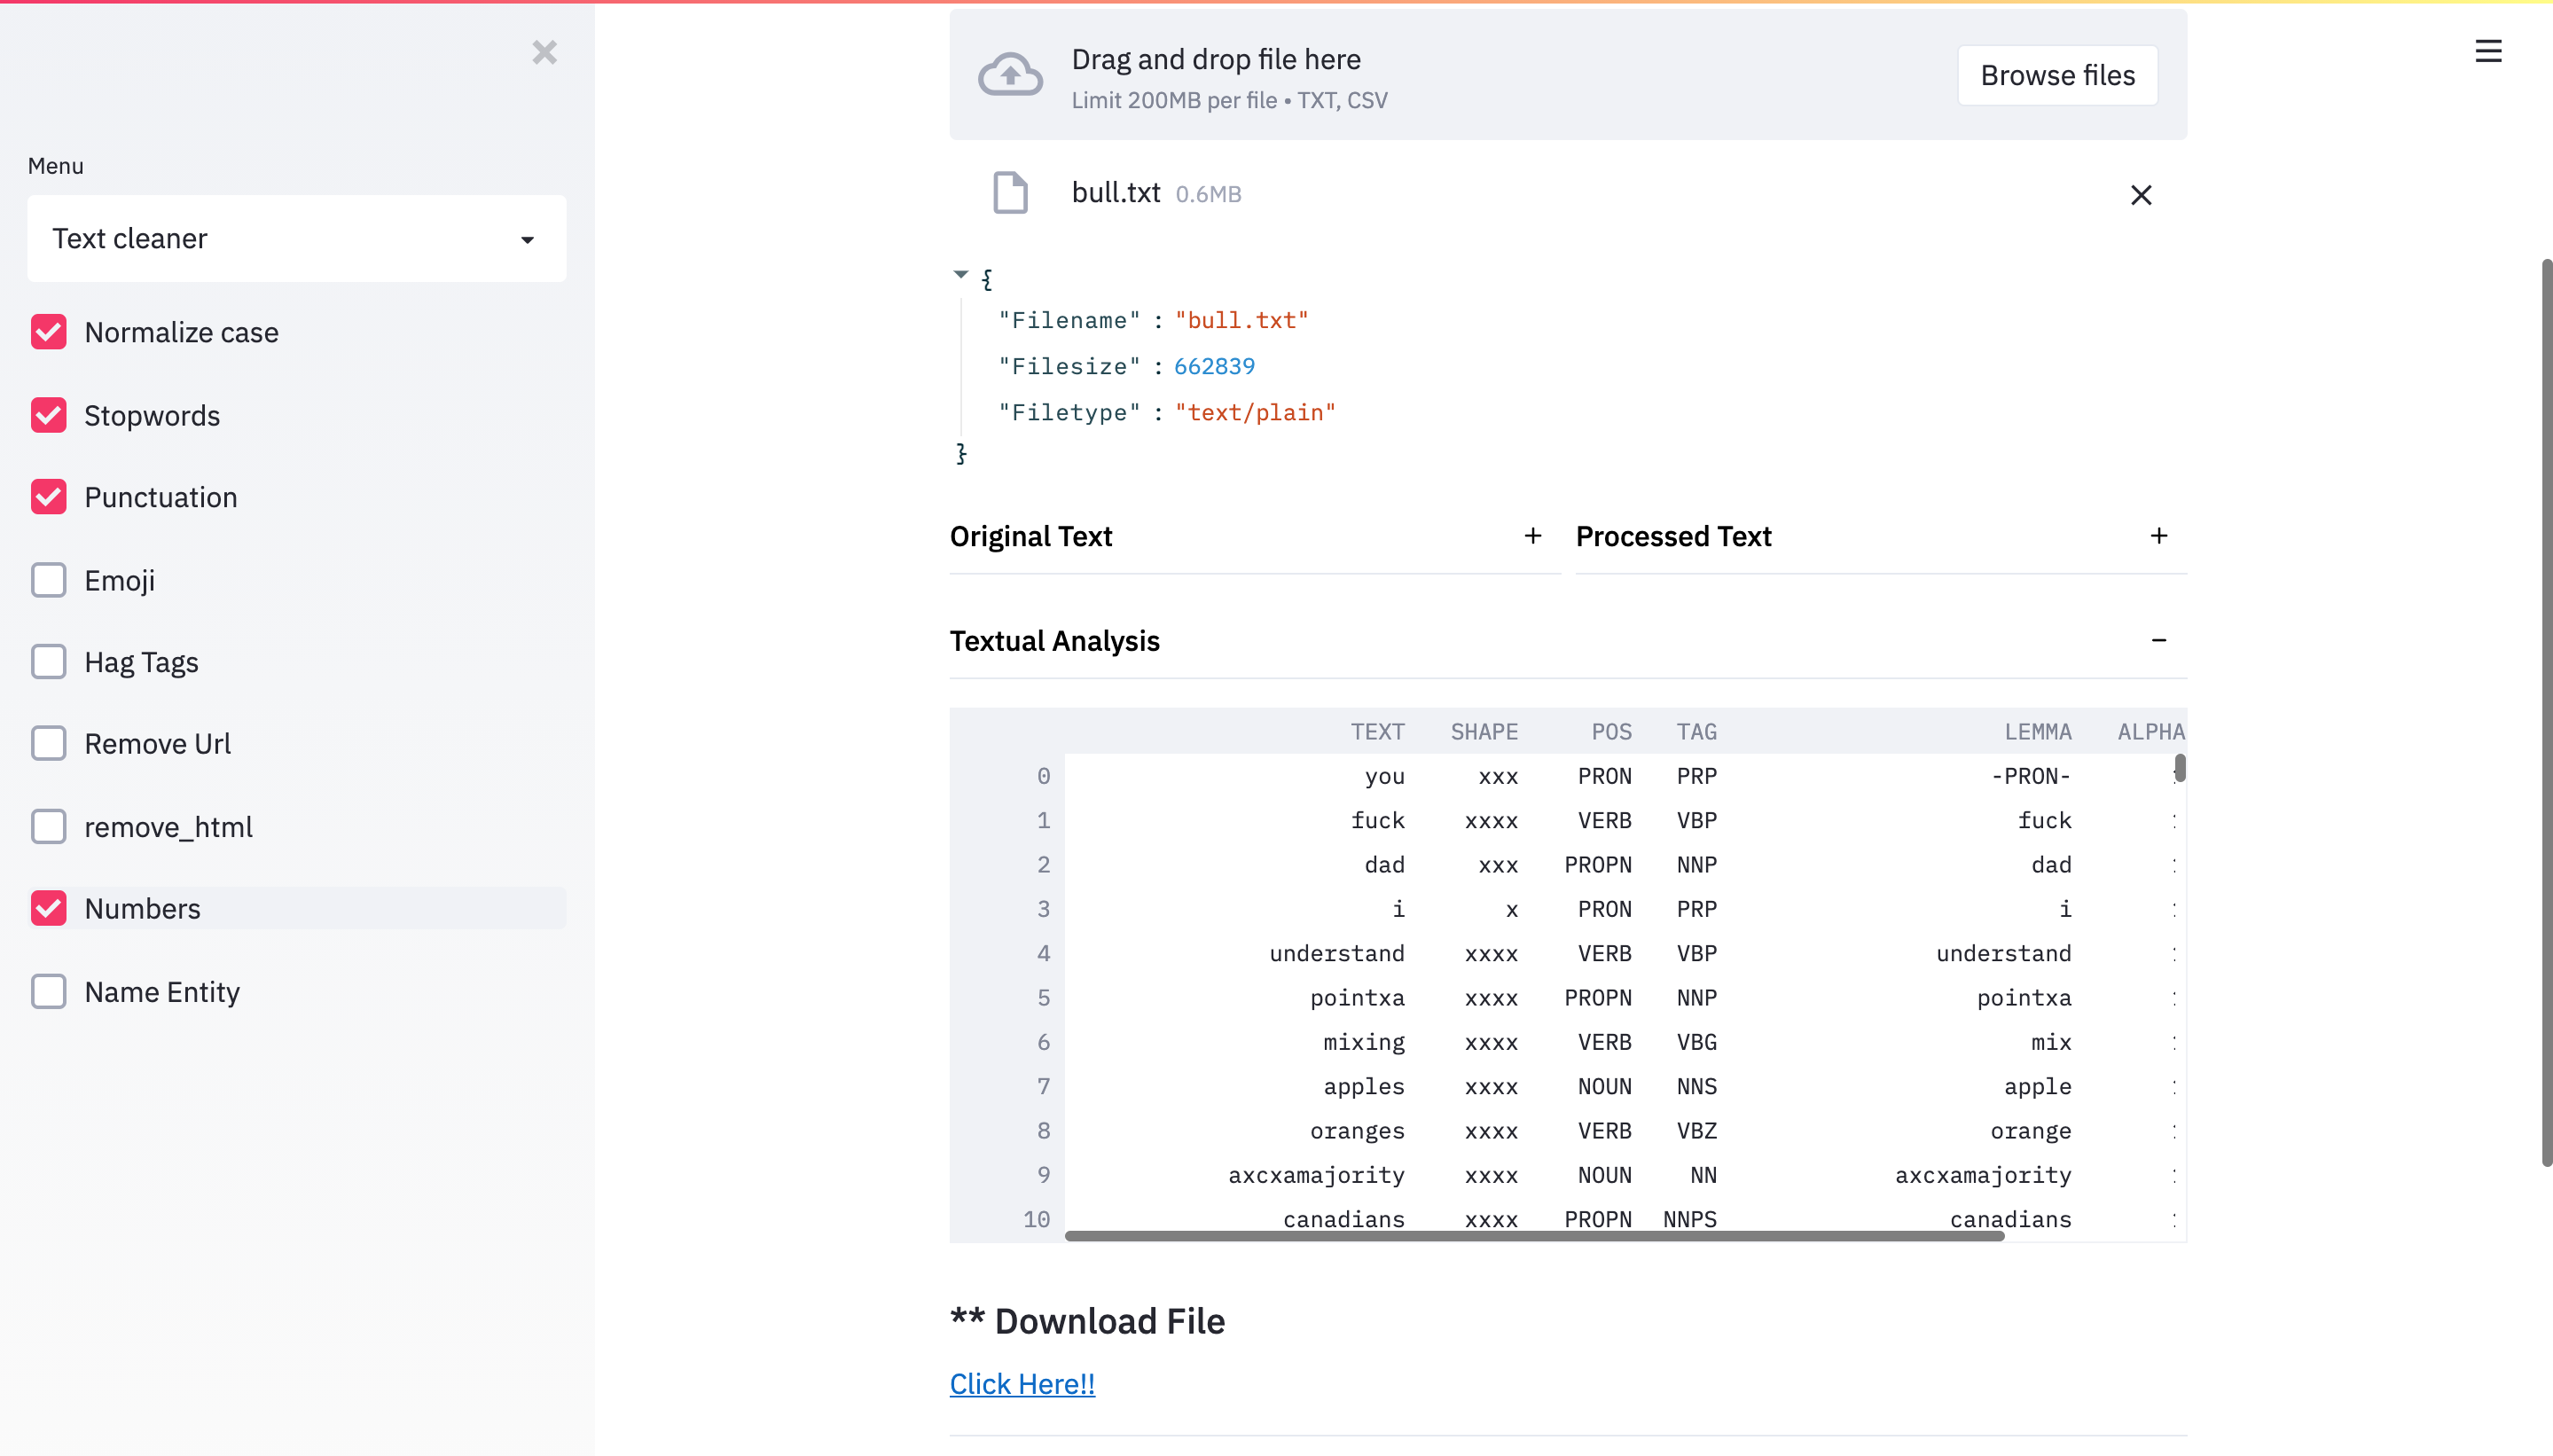 Menu
Text cleaner
Normalize case
Stopwords
Punctuation
Emoji
Hag Tags
Remove Url
remove_html
Numbers
Name Entity
Drag and drop file here
Limit 200MB per file • TXT, CSV
Browse files
bull.txt 0.6MB
{
"Filename" : "bull.txt"
"Filesize" : 662839
"Filetype" : "text/plain"
}
Original Text +
Processed Text +
Textual Analysis −
TEXT SHAPE POS TAG LEMMA ALPHA
0 you xxx PRON PRP -PRON-
1 fuck xxxx VERB VBP fuck
2 dad xxx PROPN NNP dad
3 i x PRON PRP i
4 understand xxxx VERB VBP understand
5 pointxa xxxx PROPN NNP pointxa
6 mixing xxxx VERB VBG mix
7 apples xxxx NOUN NNS apple
8 oranges xxxx VERB VBZ orange
9 axcxamajority xxxx NOUN NN axcxamajority
10 canadians xxxx PROPN NNPS canadians
** Download File
Click Here!!